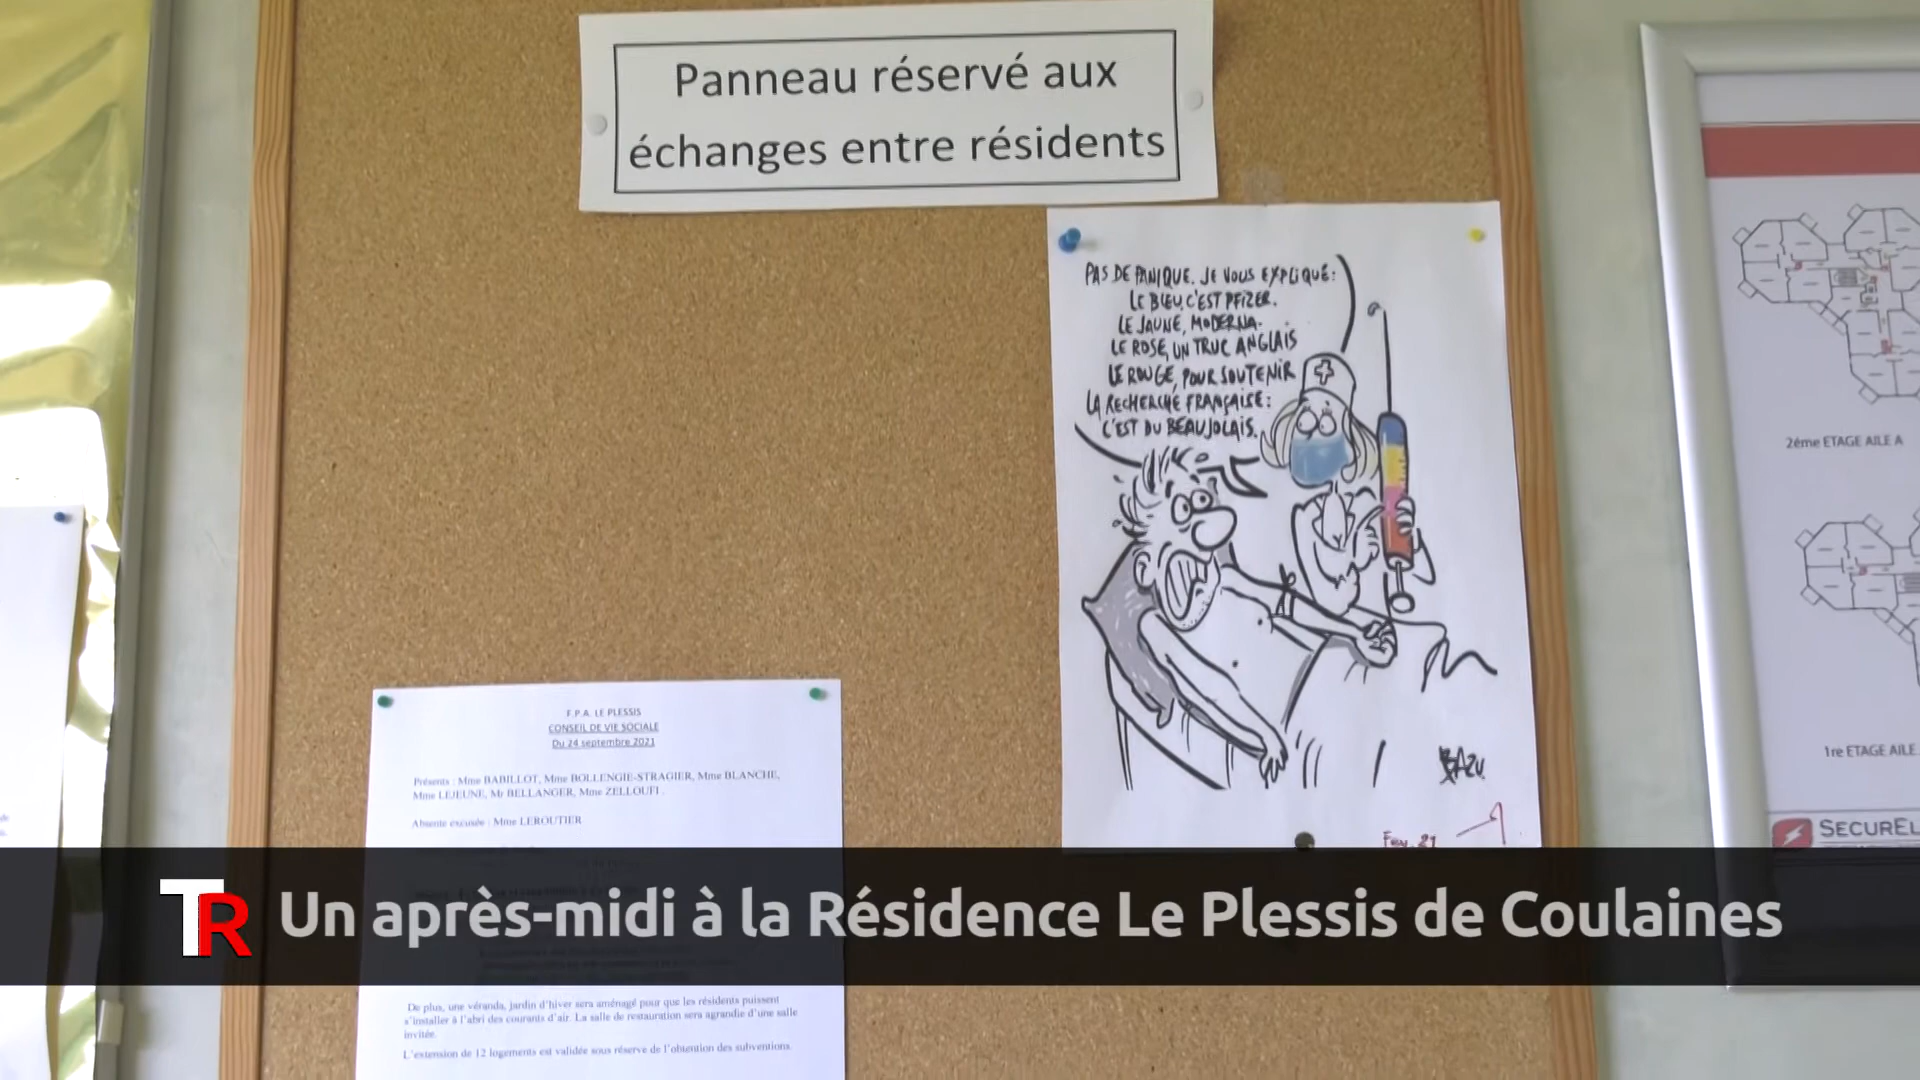 Panneau réservé aux
échanges entre résidents
PAS DE PANIQUE. JE VOUS EXPLIQUE:
LE BLEU, C'EST PFIZER.
LE JAUNE, MODERNA.
LE ROSE, UN TRUC ANGLAIS
LE ROUGE, POUR SOUTENIR
LA RECHERCHE FRANÇAISE:
C'EST DU BEAUJOLAIS.
BAZU
F.P.A. LE PLESSIS
CONSEIL DE VIE SOCIALE
Du 24 septembre 2021
Présents : Mme BABILLOT, Mme BOLLENGIE-STRAGIER, Mme BLANCHE,
Mme LEJEUNE, Mr BELLANGER, Mme ZELLOUFI.
Absente excusée : Mme LEROUTIER
De plus, une véranda, jardin d'hiver sera aménagé pour que les résidents puissent
s'installer à l'abri des courants d'air. La salle de restauration sera agrandie d'une salle
invitée.
L'extension de 12 logements est validée sous réserve de l'obtention des subventions.
2éme ETAGE AILE A
1re ETAGE AILE
SECUREL
TR Un après-midi à la Résidence Le Plessis de Coulaines